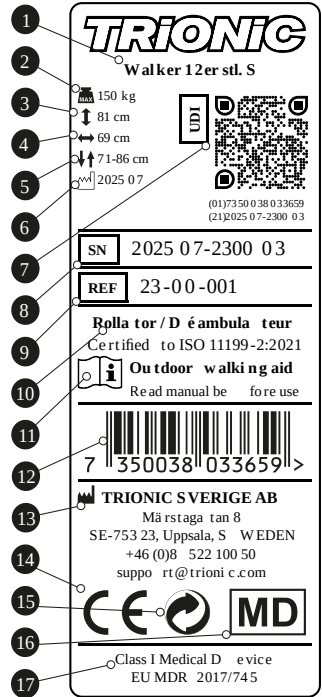 1
TRIONIC
Walker 12er stl. S
2
MAX 150 kg
3
81 cm
4
69 cm
5
71-86 cm
6
2025 07
UDI
(01)7350038033659
(21)202507-230003
7
8
SN 202507-230003
9
REF 23-00-001
10
Rollator/Déambulateur
Certified to ISO 11199-2:2021
11
i Outdoor walking aid
Read manual before use
12
7 350038 033659 >
13
TRIONIC SVERIGE AB
Märstagatan 8
SE-753 23, Uppsala, SWEDEN
+46 (0)8 522 100 50
support@trionic.com
14
CE
15
16
MD
17
Class I Medical Device
EU MDR 2017/745